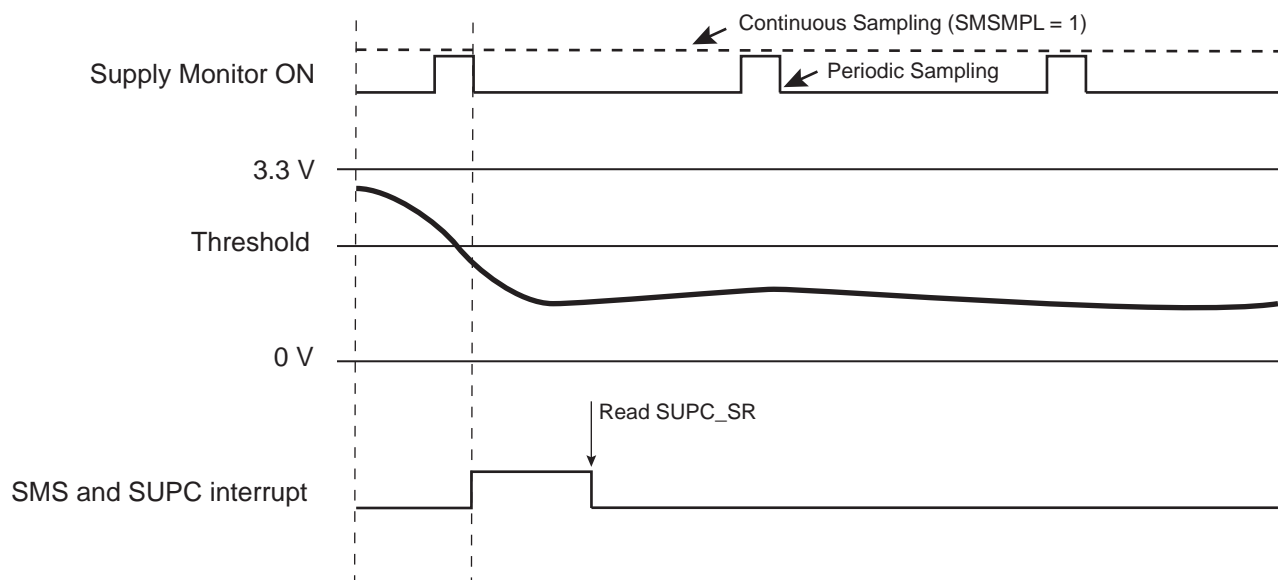 Continuous Sampling (SMSMPL = 1)
Supply Monitor ON
Periodic Sampling
3.3 V
Threshold
0 V
Read SUPC_SR
SMS and SUPC interrupt